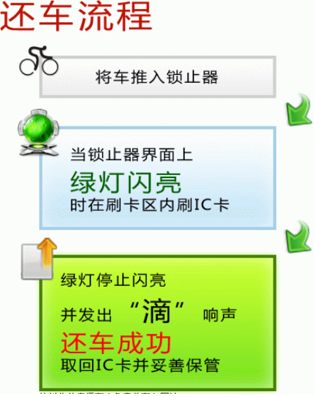 还车流程
将车推入锁止器
当锁止器界面上
绿灯闪亮
时在刷卡区内刷IC卡
绿灯停止闪亮
并发出“滴”响声
还车成功
取回IC卡并妥善保管